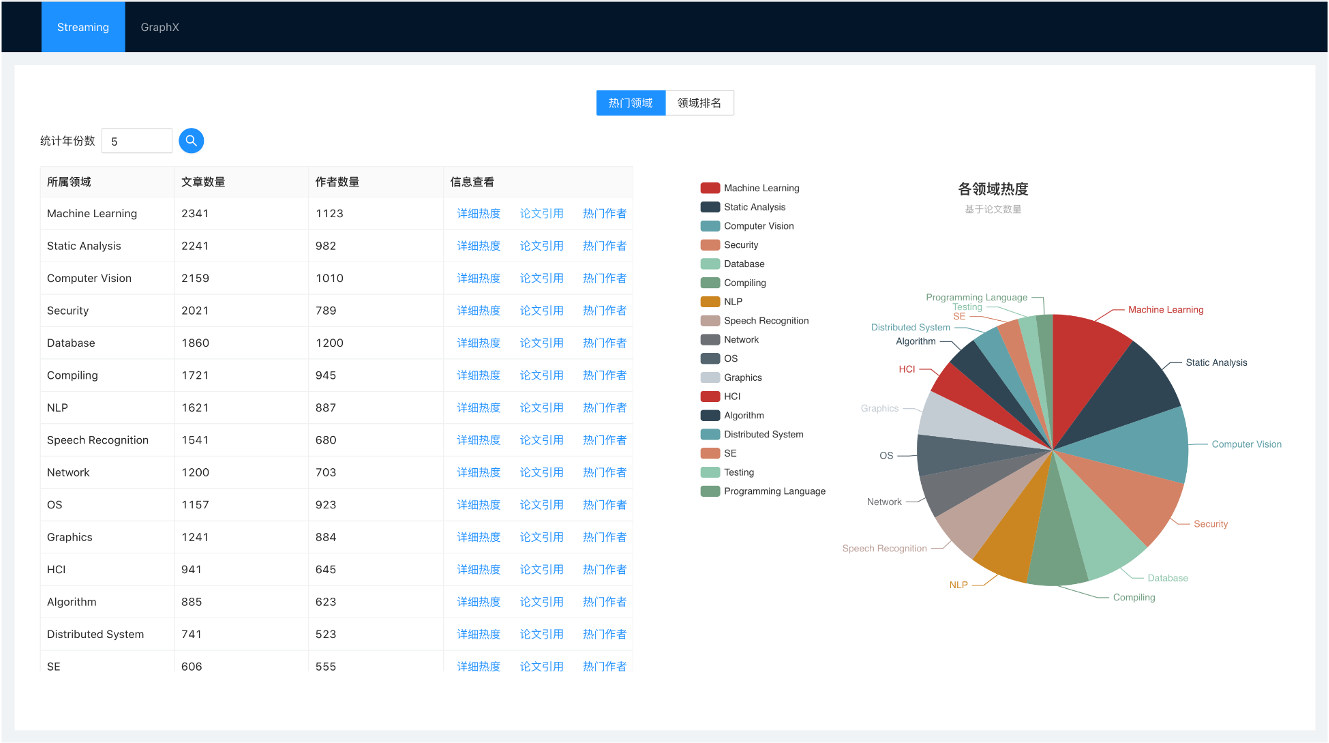 Streaming GraphX
热门领域 领域排名
统计年份数 5
所属领域 文章数量 作者数量 信息查看
Machine Learning 2341 1123 详细热度 论文引用 热门作者
Static Analysis 2241 982 详细热度 论文引用 热门作者
Computer Vision 2159 1010 详细热度 论文引用 热门作者
Security 2021 789 详细热度 论文引用 热门作者
Database 1860 1200 详细热度 论文引用 热门作者
Compiling 1721 945 详细热度 论文引用 热门作者
NLP 1621 887 详细热度 论文引用 热门作者
Speech Recognition 1541 680 详细热度 论文引用 热门作者
Network 1200 703 详细热度 论文引用 热门作者
OS 1157 923 详细热度 论文引用 热门作者
Graphics 1241 884 详细热度 论文引用 热门作者
HCI 941 645 详细热度 论文引用 热门作者
Algorithm 885 623 详细热度 论文引用 热门作者
Distributed System 741 523 详细热度 论文引用 热门作者
SE 606 555 详细热度 论文引用 热门作者
Machine Learning
Static Analysis
Computer Vision
Security
Database
Compiling
NLP
Speech Recognition
Network
OS
Graphics
HCI
Algorithm
Distributed System
SE
Testing
Programming Language
各领域热度
基于论文数量
Programming Language
Testing
SE
Distributed System
Algorithm
HCI
Graphics
OS
Network
Speech Recognition
NLP
Machine Learning
Static Analysis
Computer Vision
Security
Database
Compiling